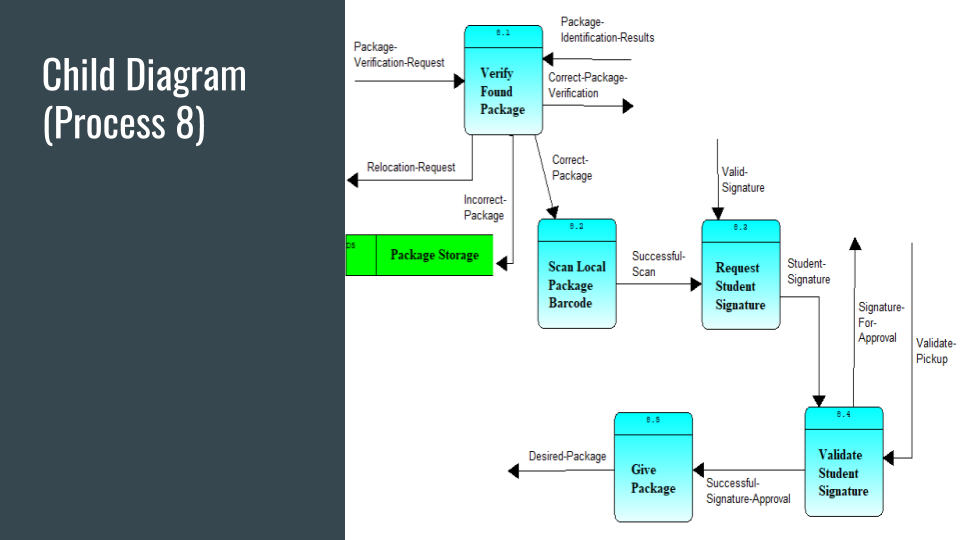 Child Diagram
(Process 8)
8.1
Verify
Found
Package
Package-
Verification-Request
Package-
Identification-Results
Correct-Package-
Verification
Relocation-Request
Incorrect-
Package
Correct-
Package
D5
Package Storage
8.2
Scan Local
Package
Barcode
Successful-
Scan
Valid-
Signature
8.3
Request
Student
Signature
Student-
Signature
Signature-
For-
Approval
Validate-
Pickup
8.4
Validate
Student
Signature
Successful-
Signature-Approval
8.5
Give
Package
Desired-Package